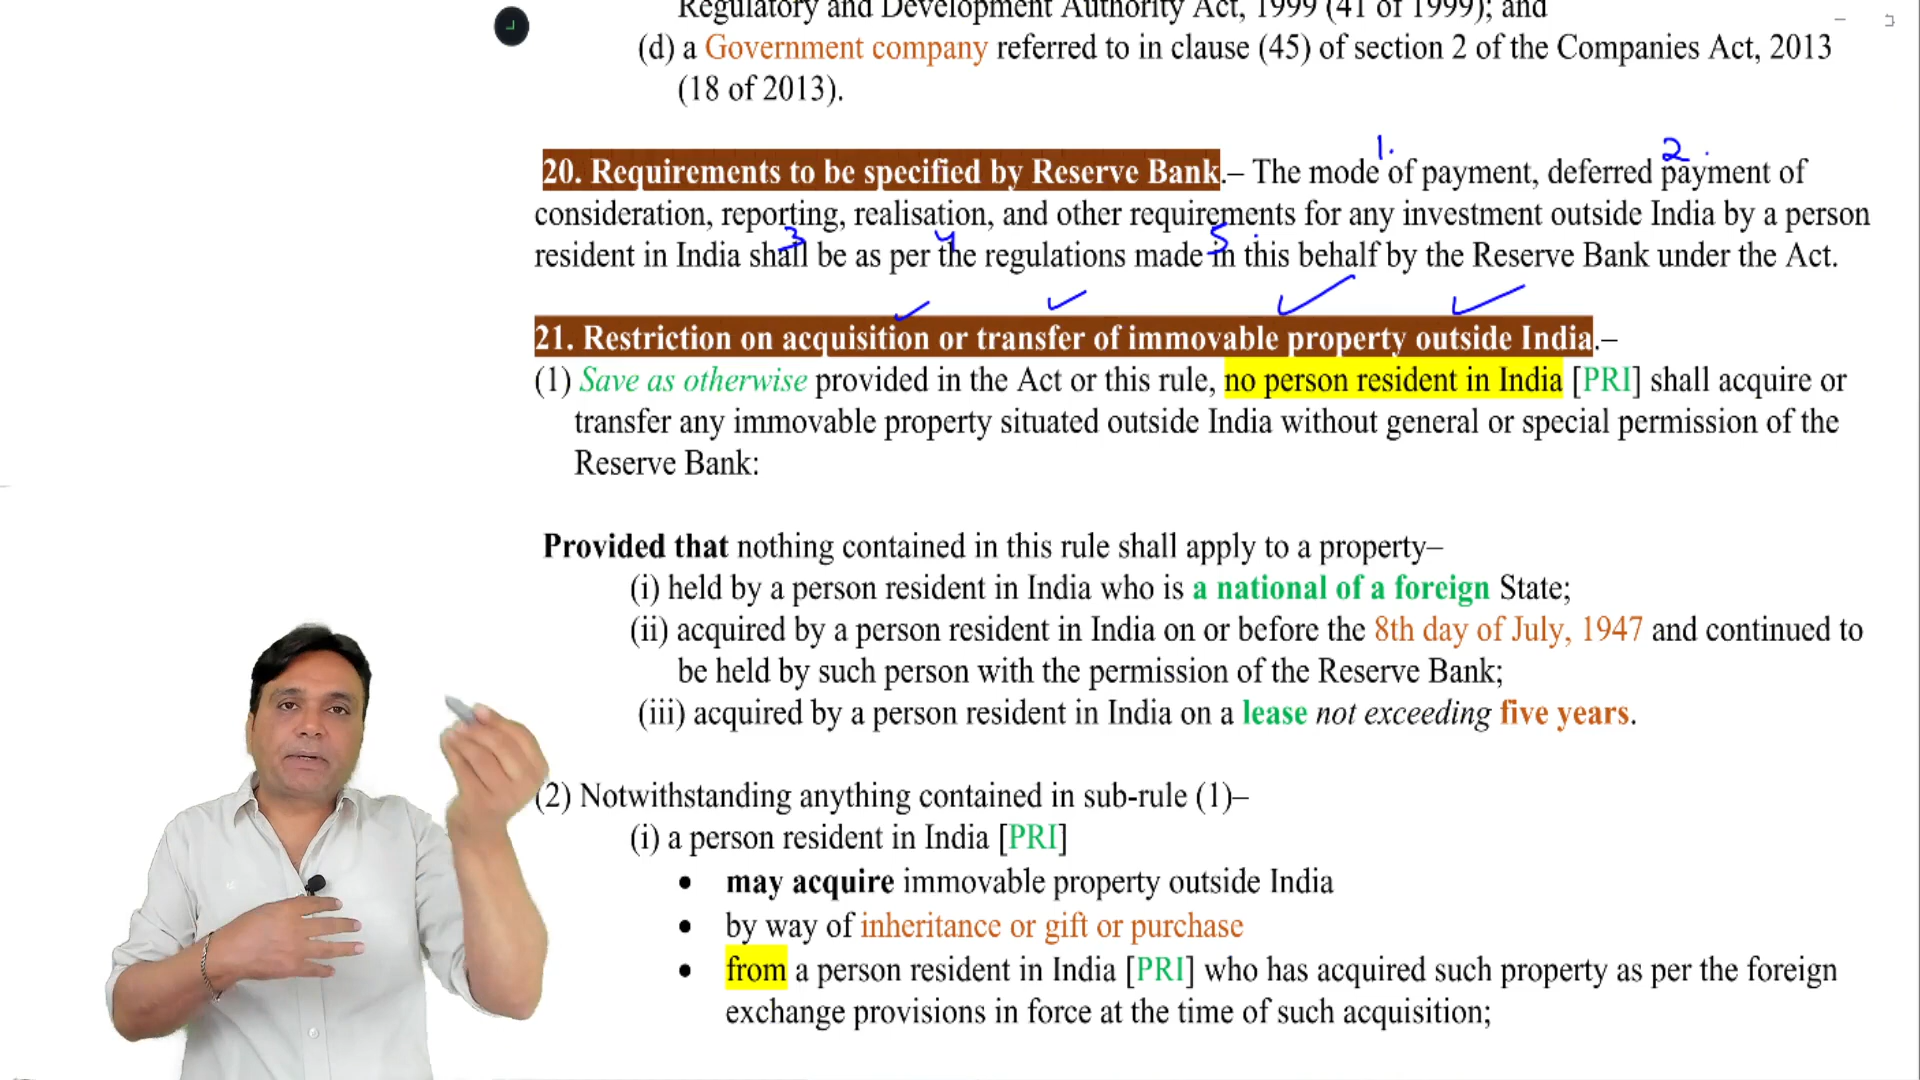 Regulatory and Development Authority Act, 1999 (41 of 1999); and
(d) a Government company referred to in clause (45) of section 2 of the Companies Act, 2013
(18 of 2013).
1. 2
20. Requirements to be specified by Reserve Bank.– The mode of payment, deferred payment of
consideration, reporting, realisation, and other requirements for any investment outside India by a person
3 4 5
resident in India shall be as per the regulations made in this behalf by the Reserve Bank under the Act.
21. Restriction on acquisition or transfer of immovable property outside India.–
(1) Save as otherwise provided in the Act or this rule, no person resident in India [PRI] shall acquire or
transfer any immovable property situated outside India without general or special permission of the
Reserve Bank:
Provided that nothing contained in this rule shall apply to a property–
(i) held by a person resident in India who is a national of a foreign State;
(ii) acquired by a person resident in India on or before the 8th day of July, 1947 and continued to
be held by such person with the permission of the Reserve Bank;
(iii) acquired by a person resident in India on a lease not exceeding five years.
(2) Notwithstanding anything contained in sub-rule (1)–
(i) a person resident in India [PRI]
• may acquire immovable property outside India
• by way of inheritance or gift or purchase
• from a person resident in India [PRI] who has acquired such property as per the foreign
exchange provisions in force at the time of such acquisition;